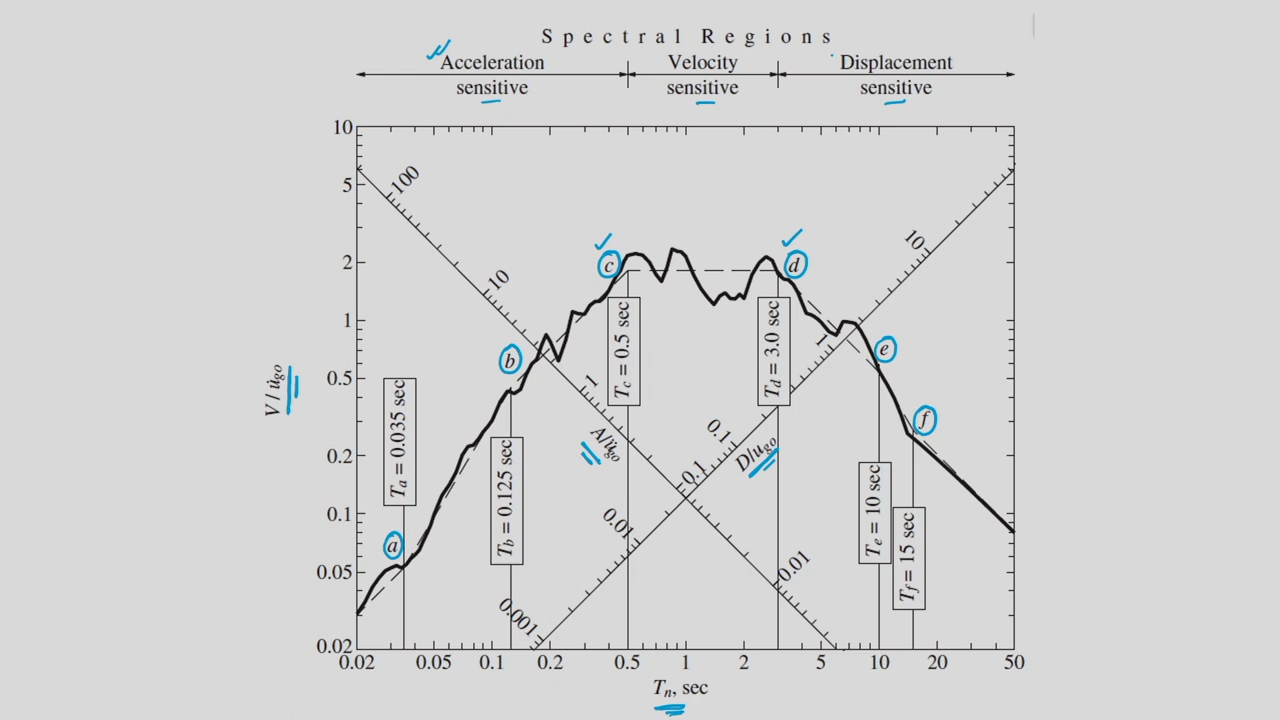 Spectral Regions
Acceleration sensitive
Velocity sensitive
Displacement sensitive
10
5
2
1
0.5
0.2
0.1
0.05
0.02
V / u̇go
100
10
1
A/ügo
0.1
0.01
10
1
0.1
D/ugo
0.01
0.001
a
b
c
d
e
f
Ta = 0.035 sec
Tb = 0.125 sec
Tc = 0.5 sec
Td = 3.0 sec
Te = 10 sec
Tf = 15 sec
0.02 0.05 0.1 0.2 0.5 1 2 5 10 20 50
Tn, sec